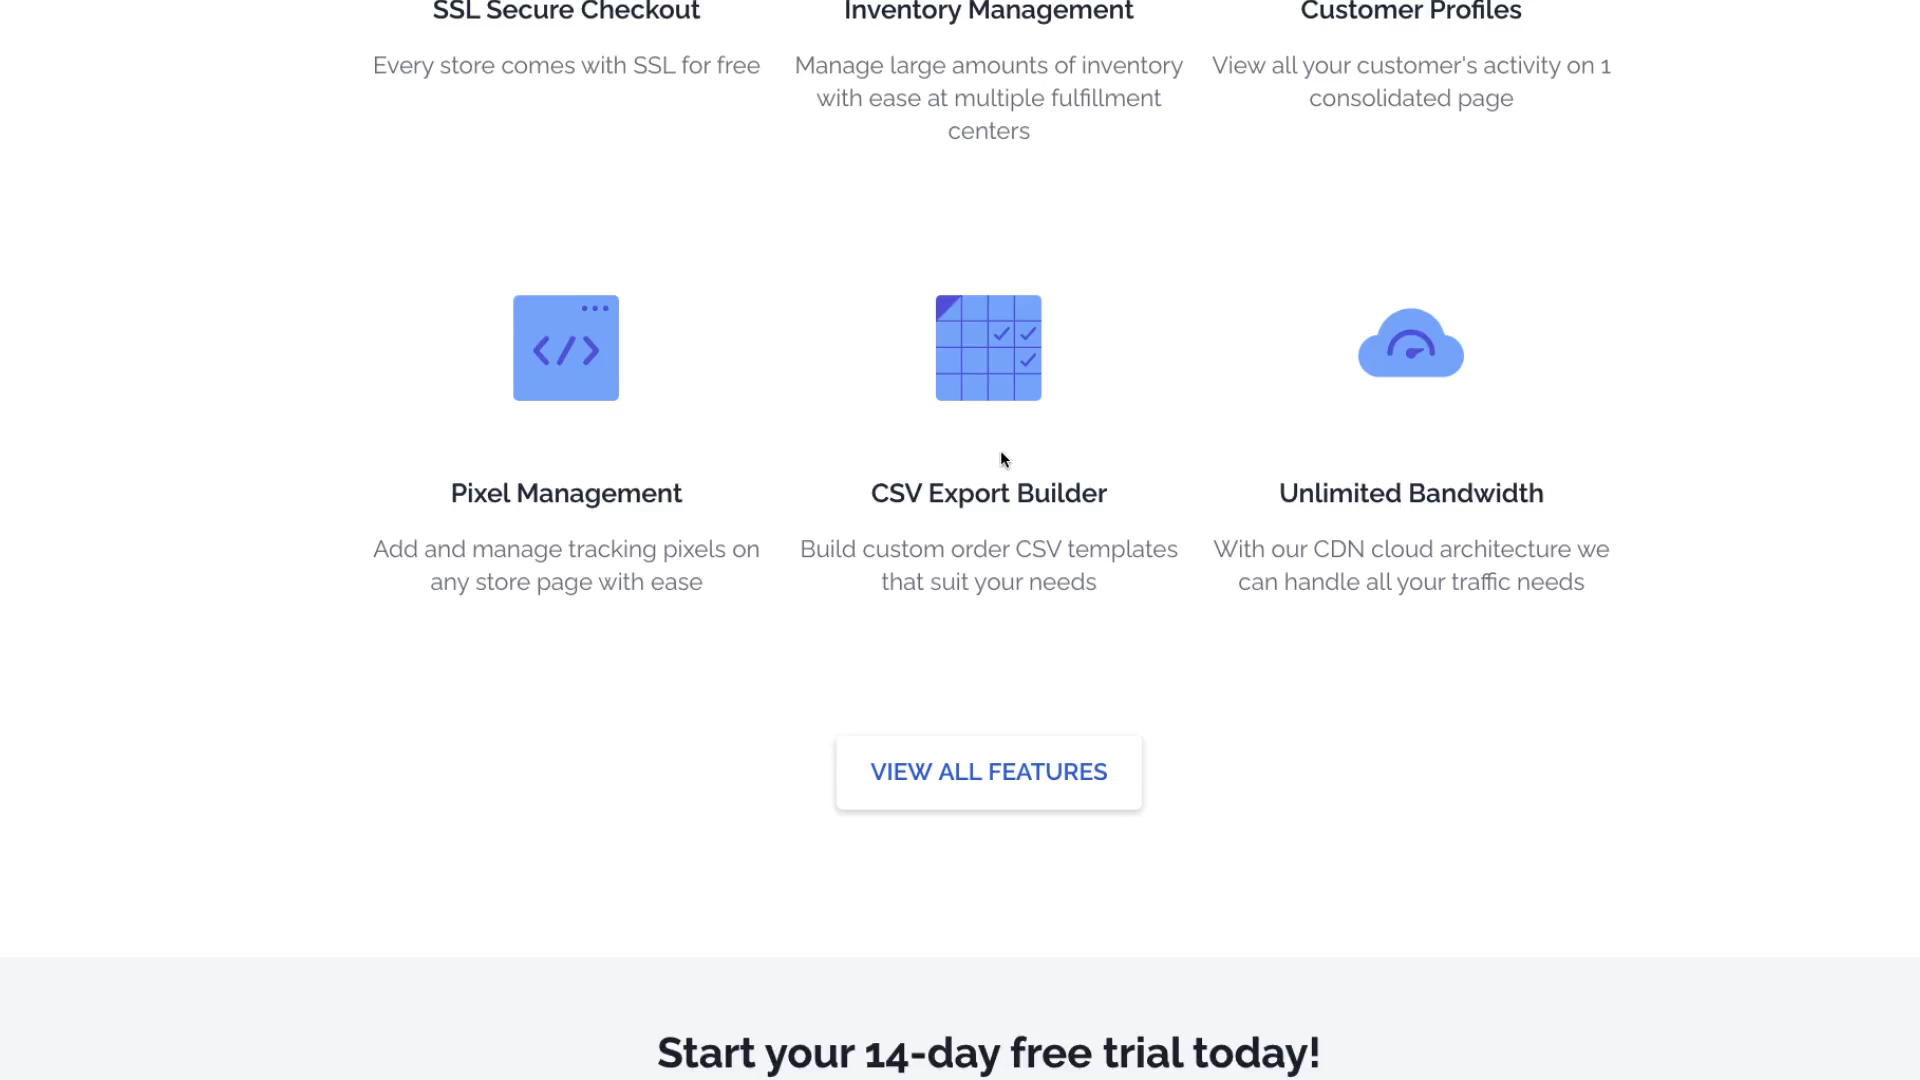 SSL Secure Checkout
Every store comes with SSL for free
Inventory Management
Manage large amounts of inventory
with ease at multiple fulfillment
centers
Customer Profiles
View all your customer's activity on 1
consolidated page
Pixel Management
Add and manage tracking pixels on
any store page with ease
CSV Export Builder
Build custom order CSV templates
that suit your needs
Unlimited Bandwidth
With our CDN cloud architecture we
can handle all your traffic needs
VIEW ALL FEATURES
Start your 14-day free trial today!